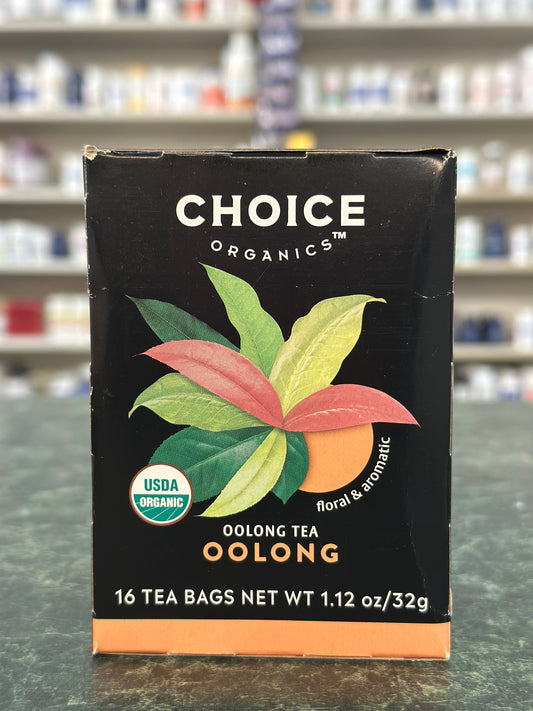 CHOICE
ORGANICS™
floral & aromatic
USDA
ORGANIC
OOLONG TEA
OOLONG
16 TEA BAGS NET WT 1.12 oz/32g